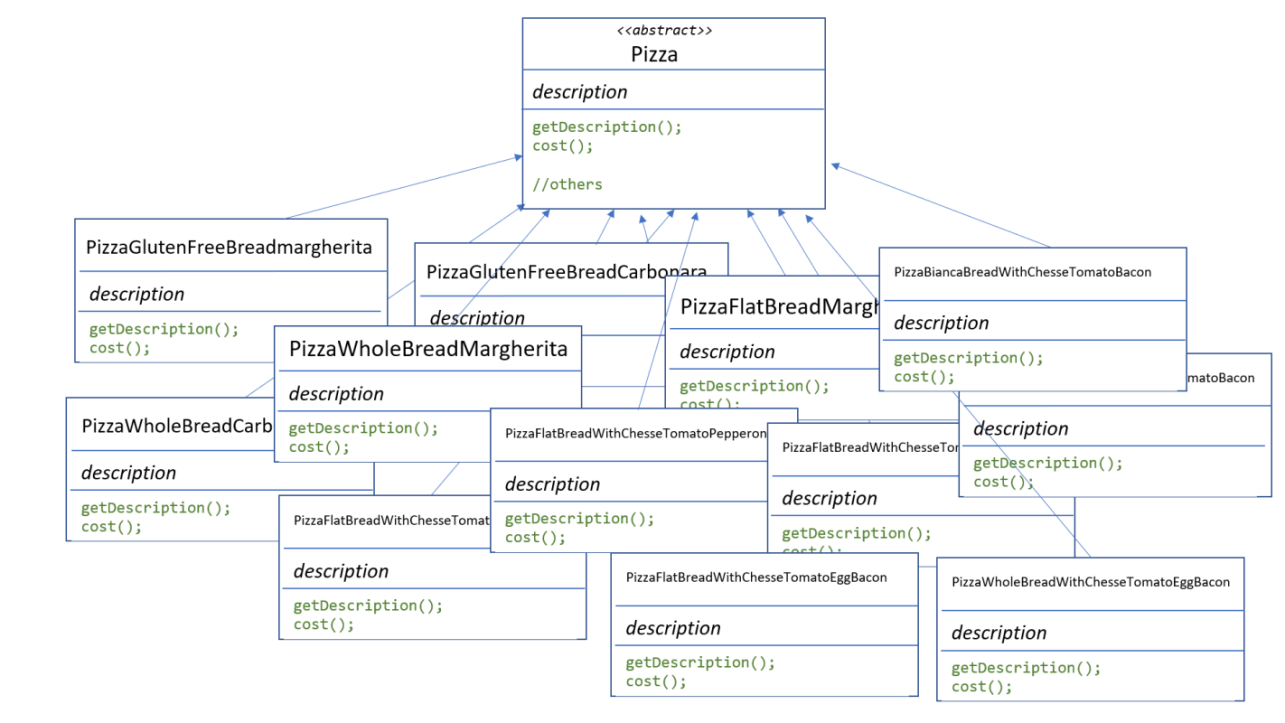 <<abstract>>
Pizza
description
getDescription();
cost();
//others
PizzaGlutenFreeBreadmargherita
description
getDescription();
cost();
PizzaGlutenFreeBreadCarbonara
description
PizzaFlatBreadMargh
description
getDescription();
cost();
PizzaBiancaBreadWithChesseTomatoBacon
description
getDescription();
cost();
PizzaWholeBreadMargherita
description
getDescription();
cost();
matoBacon
description
getDescription();
cost();
PizzaWholeBreadCarb
description
getDescription();
cost();
PizzaFlatBreadWithChesseTomatoPepperon
description
getDescription();
cost();
PizzaFlatBreadWithChesseTor
description
getDescription();
cost();
PizzaFlatBreadWithChesseTomat
description
getDescription();
cost();
PizzaFlatBreadWithChesseTomatoEggBacon
description
getDescription();
cost();
PizzaWholeBreadWithChesseTomatoEggBacon
description
getDescription();
cost();